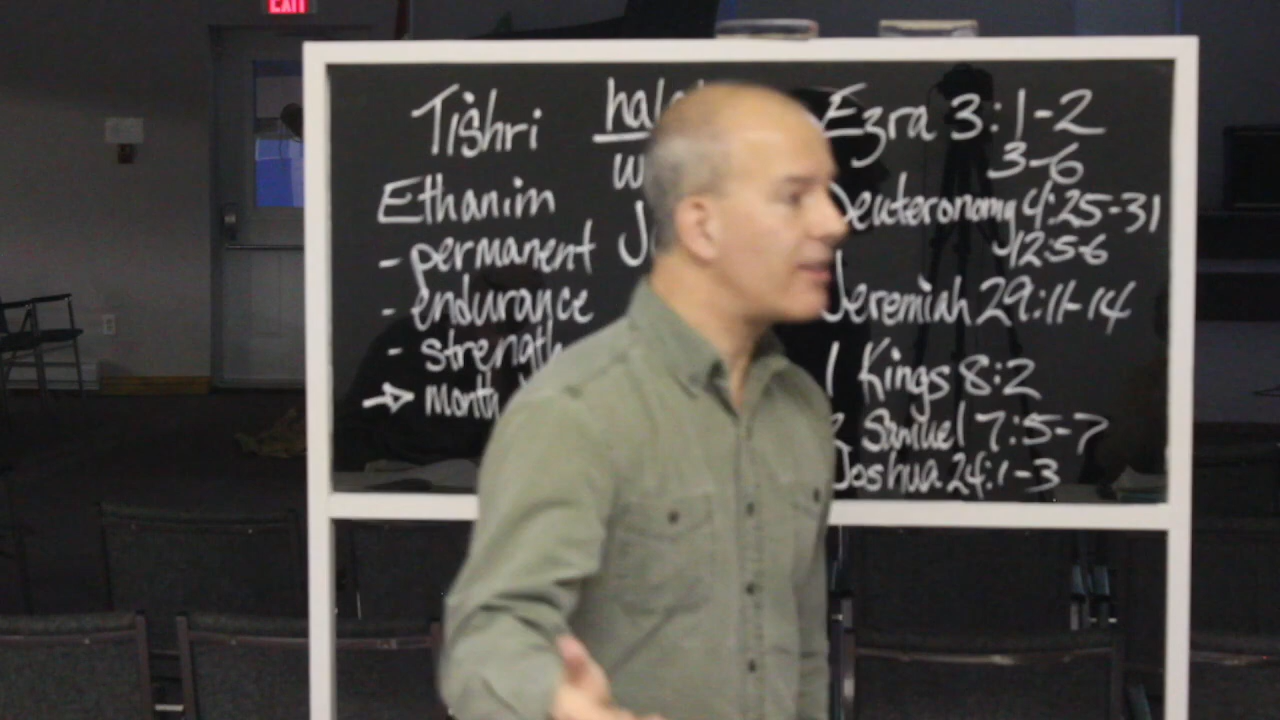 EXIT
Tishri
Ethanim
- permanent
- endurance
- strength
→ month
Ezra 3:1-2
3-6
Deuteronomy 4:25-31
12:5-6
Jeremiah 29:11-14
1 Kings 8:2
2 Samuel 7:5-7
Joshua 24:1-3